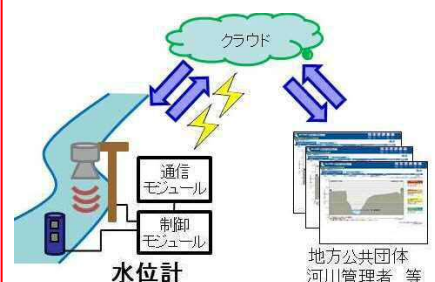 クラウド
通信
モジュール
制御
モジュール
水位計
地方公共団体
河川管理者 等